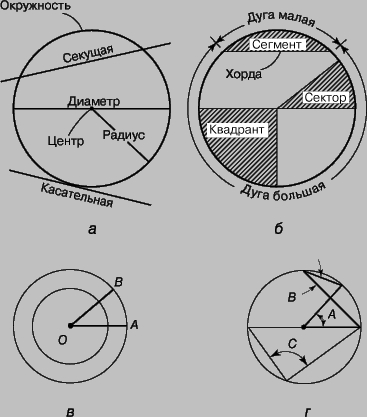 Окружность
Секущая
Диаметр
Центр
Радиус
Касательная
а
Дуга малая
Сегмент
Хорда
Сектор
Квадрант
Дуга большая
б
B
O
A
в
B
A
C
г